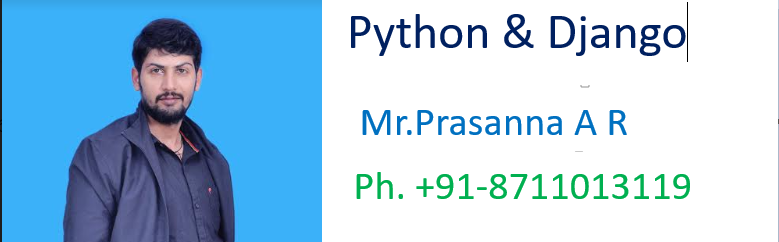 Python & Django
Mr.Prasanna A R
Ph. +91-8711013119